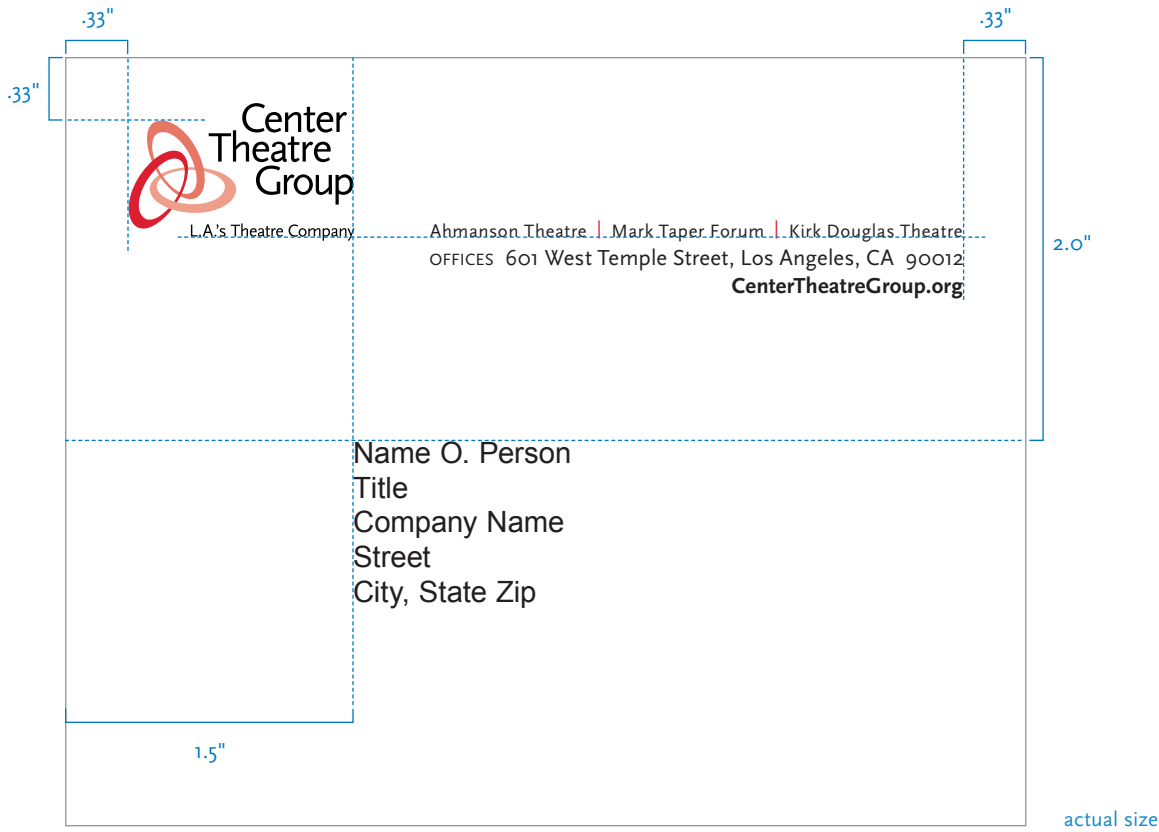 .33"
.33"
.33"
Center
Theatre
Group
L.A.'s Theatre Company
Ahmanson Theatre | Mark Taper Forum | Kirk Douglas Theatre
OFFICES 601 West Temple Street, Los Angeles, CA 90012
CenterTheatreGroup.org
2.0"
Name O. Person
Title
Company Name
Street
City, State Zip
1.5"
actual size